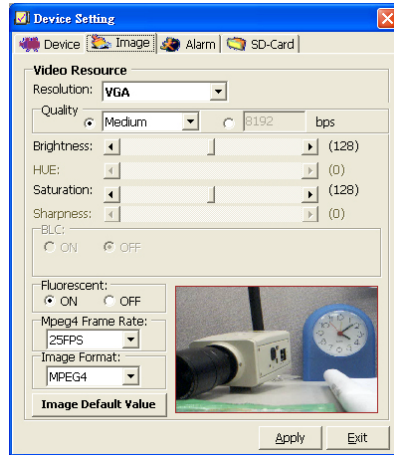 Device Setting
Device Image Alarm SD-Card
Video Resource
Resolution: VGA
Quality
Medium 8192 bps
Brightness: (128)
HUE: (0)
Saturation: (128)
Sharpness: (0)
BLC:
ON OFF
Fluorescent:
ON OFF
Mpeg4 Frame Rate:
25FPS
Image Format:
MPEG4
Image Default Value
Apply Exit